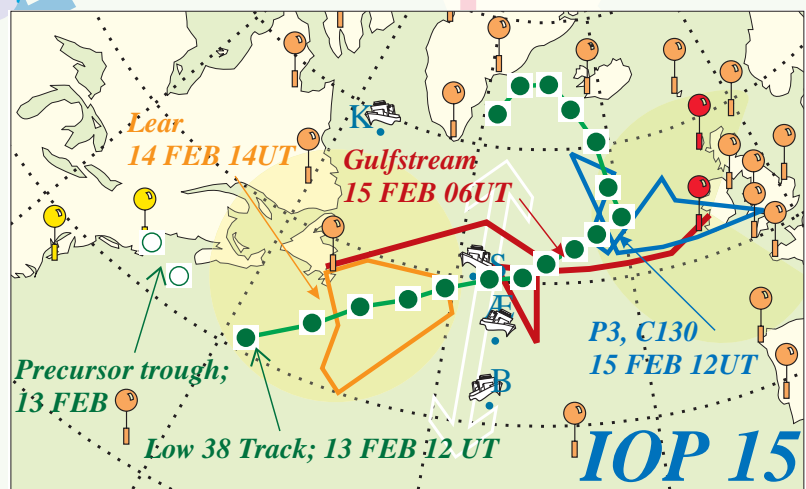 K
Lear
14 FEB 14UT
Gulfstream
15 FEB 06UT
S
Æ
P3, C130
15 FEB 12UT
Precursor trough;
13 FEB
B
Low 38 Track; 13 FEB 12 UT
IOP 15